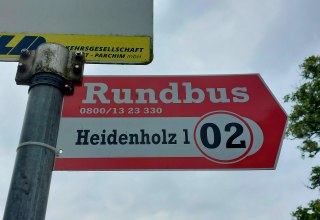 KEHRSGESELLSCHAFT
T - PARCHIM mbH
Rundbus
0800/13 23 330
Heidenholz 1 02